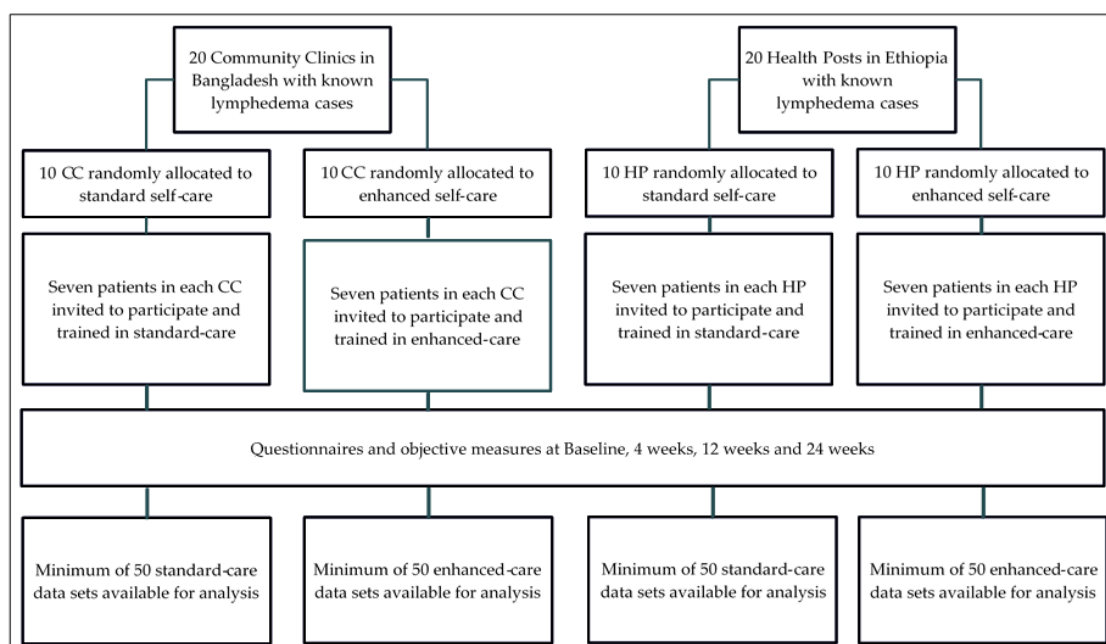 20 Community Clinics in
Bangladesh with known
lymphedema cases
20 Health Posts in Ethiopia
with known
lymphedema cases
10 CC randomly allocated to
standard self-care
10 CC randomly allocated to
enhanced self-care
10 HP randomly allocated to
standard self-care
10 HP randomly allocated to
enhanced self-care
Seven patients in each CC
invited to participate and
trained in standard-care
Seven patients in each CC
invited to participate and
trained in enhanced-care
Seven patients in each HP
invited to participate and
trained in standard-care
Seven patients in each HP
invited to participate and
trained in enhanced-care
Questionnaires and objective measures at Baseline, 4 weeks, 12 weeks and 24 weeks
Minimum of 50 standard-care
data sets available for analysis
Minimum of 50 enhanced-care
data sets available for analysis
Minimum of 50 standard-care
data sets available for analysis
Minimum of 50 enhanced-care
data sets available for analysis